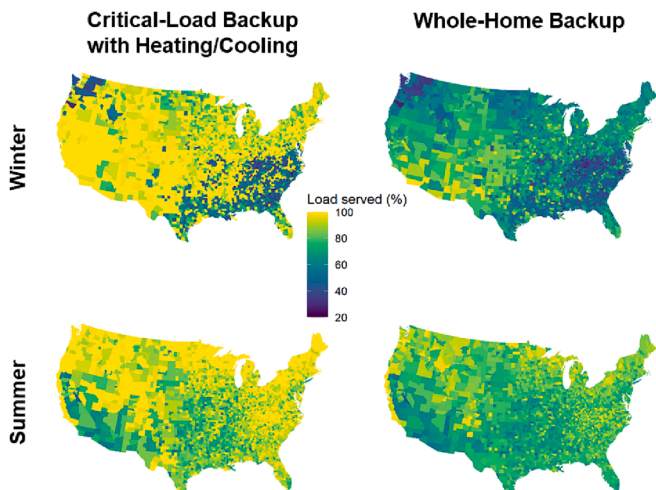 Critical-Load Backup
with Heating/Cooling
Whole-Home Backup
Winter
Load served (%)
100
80
60
40
20
Summer